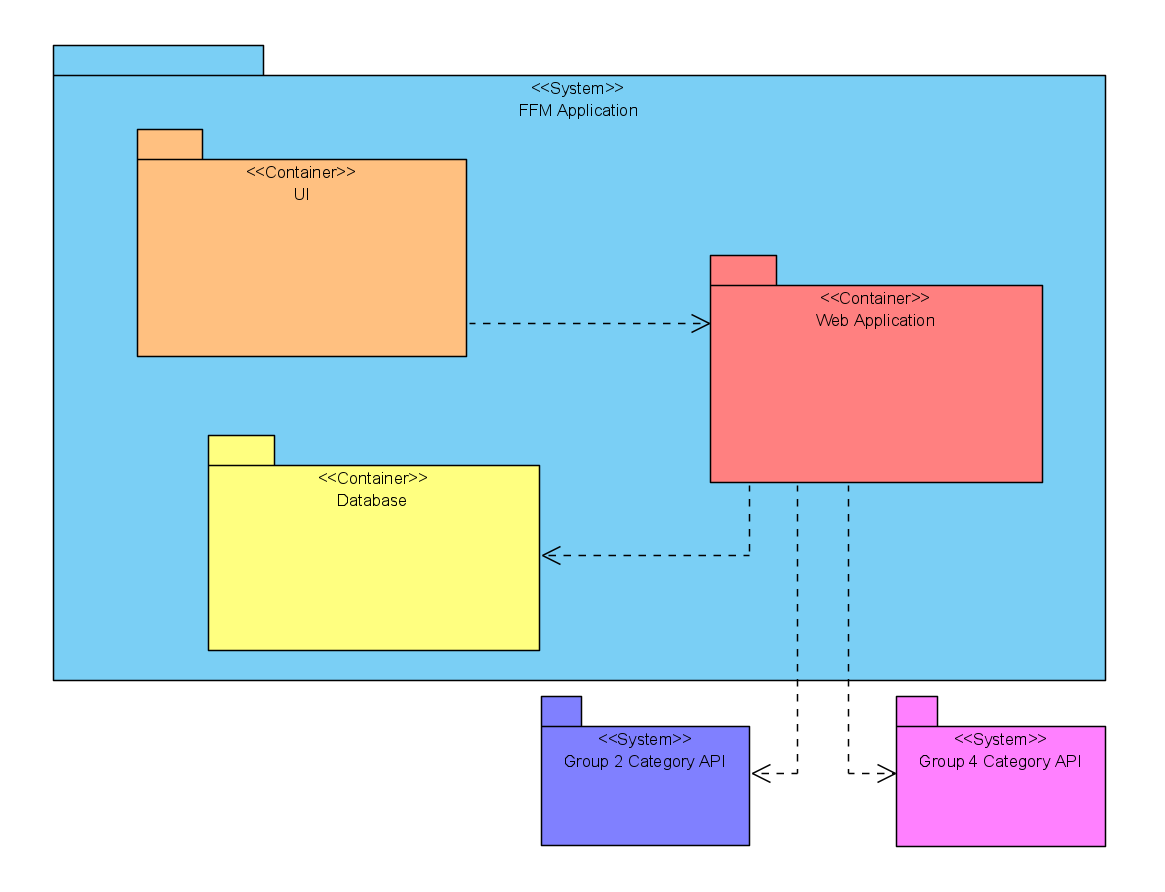 <<System>>
FFM Application
<<Container>>
UI
<<Container>>
Web Application
<<Container>>
Database
<<System>>
Group 2 Category API
<<System>>
Group 4 Category API